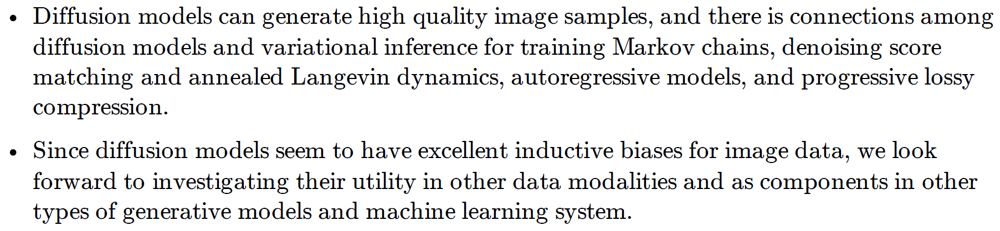 • Diffusion models can generate high quality image samples, and there is connections among
diffusion models and variational inference for training Markov chains, denoising score
matching and annealed Langevin dynamics, autoregressive models, and progressive lossy
compression.
• Since diffusion models seem to have excellent inductive biases for image data, we look
forward to investigating their utility in other data modalities and as components in other
types of generative models and machine learning system.